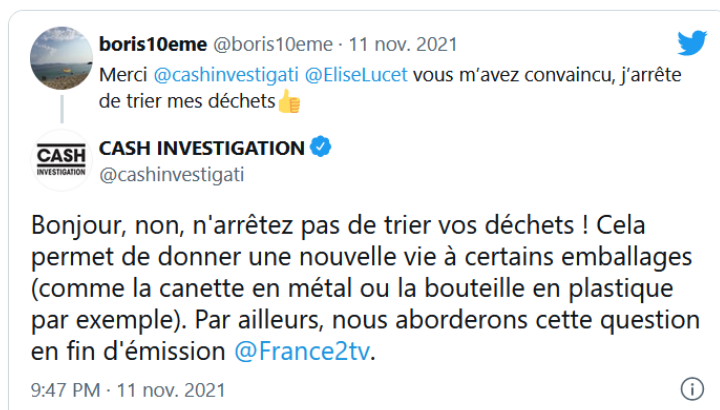 boris10eme @boris10eme · 11 nov. 2021
Merci @cashinvestigati @EliseLucet vous m’avez convaincu, j’arrête
de trier mes déchets👍
CASH
INVESTIGATION
CASH INVESTIGATION
@cashinvestigati
Bonjour, non, n'arrêtez pas de trier vos déchets ! Cela
permet de donner une nouvelle vie à certains emballages
(comme la canette en métal ou la bouteille en plastique
par exemple). Par ailleurs, nous aborderons cette question
en fin d'émission @France2tv.
9:47 PM · 11 nov. 2021